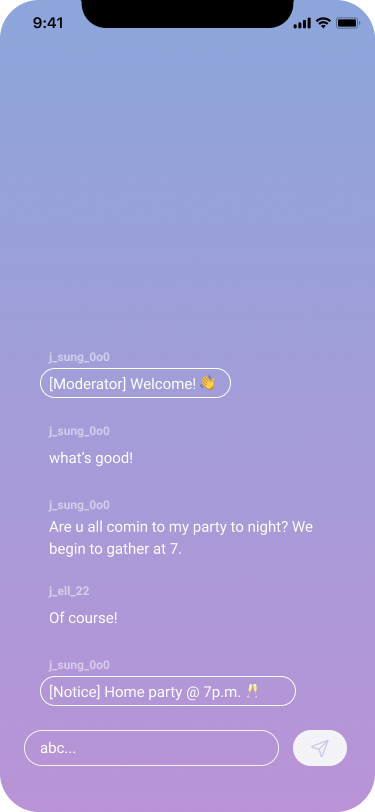 9:41
j_sung_0o0
[Moderator] Welcome! 👋
j_sung_0o0
what's good!
j_sung_0o0
Are u all comin to my party to night? We
begin to gather at 7.
j_ell_22
Of course!
j_sung_0o0
[Notice] Home party @ 7p.m. 🥂
abc...